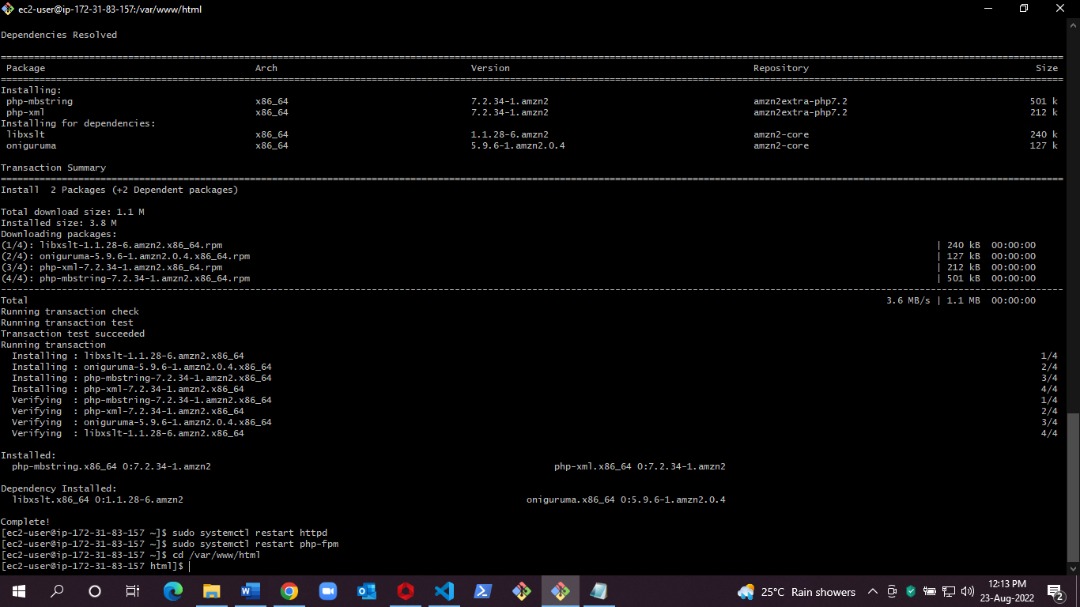 ec2-user@ip-172-31-83-157:/var/www/html
Dependencies Resolved
================================================================================
Package Arch Version Repository Size
================================================================================
Installing:
php-mbstring x86_64 7.2.34-1.amzn2 amzn2extra-php7.2 501 k
php-xml x86_64 7.2.34-1.amzn2 amzn2extra-php7.2 212 k
Installing for dependencies:
libxslt x86_64 1.1.28-6.amzn2 amzn2-core 240 k
oniguruma x86_64 5.9.6-1.amzn2.0.4 amzn2-core 127 k
Transaction Summary
================================================================================
Install 2 Packages (+2 Dependent packages)
Total download size: 1.1 M
Installed size: 3.8 M
Downloading packages:
(1/4): libxslt-1.1.28-6.amzn2.x86_64.rpm | 240 kB 00:00:00
(2/4): oniguruma-5.9.6-1.amzn2.0.4.x86_64.rpm | 127 kB 00:00:00
(3/4): php-xml-7.2.34-1.amzn2.x86_64.rpm | 212 kB 00:00:00
(4/4): php-mbstring-7.2.34-1.amzn2.x86_64.rpm | 501 kB 00:00:00
--------------------------------------------------------------------------------
Total 3.6 MB/s | 1.1 MB 00:00:00
Running transaction check
Running transaction test
Transaction test succeeded
Running transaction
Installing : libxslt-1.1.28-6.amzn2.x86_64 1/4
Installing : oniguruma-5.9.6-1.amzn2.0.4.x86_64 2/4
Installing : php-mbstring-7.2.34-1.amzn2.x86_64 3/4
Installing : php-xml-7.2.34-1.amzn2.x86_64 4/4
Verifying : php-mbstring-7.2.34-1.amzn2.x86_64 1/4
Verifying : php-xml-7.2.34-1.amzn2.x86_64 2/4
Verifying : oniguruma-5.9.6-1.amzn2.0.4.x86_64 3/4
Verifying : libxslt-1.1.28-6.amzn2.x86_64 4/4
Installed:
php-mbstring.x86_64 0:7.2.34-1.amzn2 php-xml.x86_64 0:7.2.34-1.amzn2
Dependency Installed:
libxslt.x86_64 0:1.1.28-6.amzn2 oniguruma.x86_64 0:5.9.6-1.amzn2.0.4
Complete!
[ec2-user@ip-172-31-83-157 ~]$ sudo systemctl restart httpd
[ec2-user@ip-172-31-83-157 ~]$ sudo systemctl restart php-fpm
[ec2-user@ip-172-31-83-157 ~]$ cd /var/www/html
[ec2-user@ip-172-31-83-157 html]$
25°C Rain showers
12:13 PM
23-Aug-2022
2